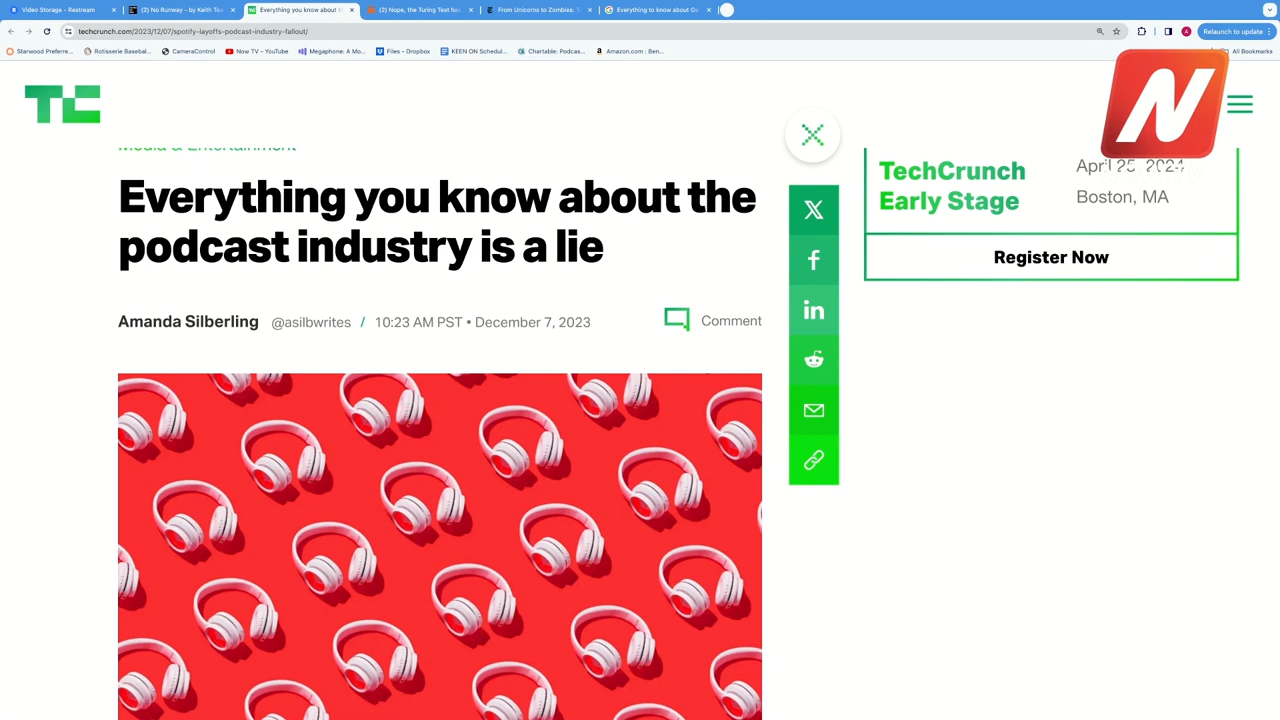 Video Storage - Restream
(2) No Runway - by Keith Tea
Everything you know about th
(2) Nope, the Turing Test has
From Unicorns to Zombies: T
Everything to know about Ge
techcrunch.com/2023/12/07/spotify-layoffs-podcast-industry-fallout/
A
Relaunch to update
Starwood Preferre...
Rotisserie Basebal...
CameraControl
Now TV - YouTube
Megaphone: A Mo...
Files - Dropbox
KEEN ON Schedul...
Chartable: Podcas...
Amazon.com : Ben...
All Bookmarks
TC
N
Media & Entertainment
Everything you know about the
podcast industry is a lie
Amanda Silberling @asilbwrites / 10:23 AM PST • December 7, 2023
Comment
TechCrunch
Early Stage
April 25, 2024
Boston, MA
Register Now